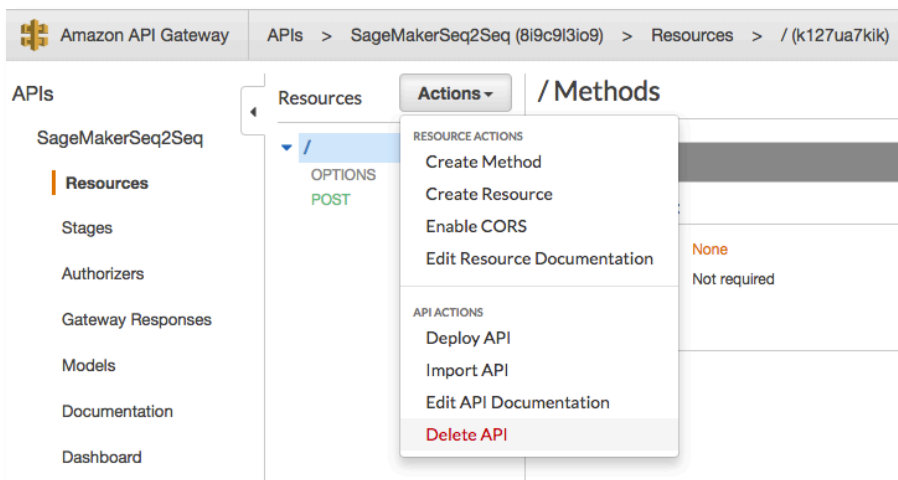 Amazon API Gateway APIs > SageMakerSeq2Seq (8i9c9l3io9) > Resources > / (k127ua7kik)
APIs
SageMakerSeq2Seq
Resources
Stages
Authorizers
Gateway Responses
Models
Documentation
Dashboard
Resources
Actions
/
OPTIONS
POST
RESOURCE ACTIONS
Create Method
Create Resource
Enable CORS
Edit Resource Documentation
API ACTIONS
Deploy API
Import API
Edit API Documentation
Delete API
/ Methods
None
Not required